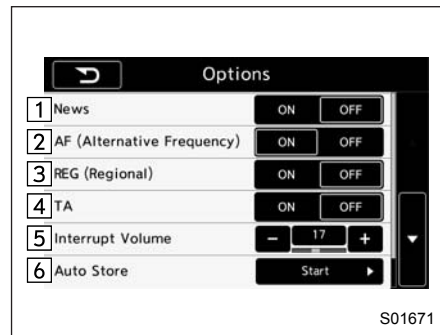 Options
1 News ON OFF
2 AF (Alternative Frequency) ON OFF
3 REG (Regional) ON OFF
4 TA ON OFF
5 Interrupt Volume – 17 +
6 Auto Store Start
S01671